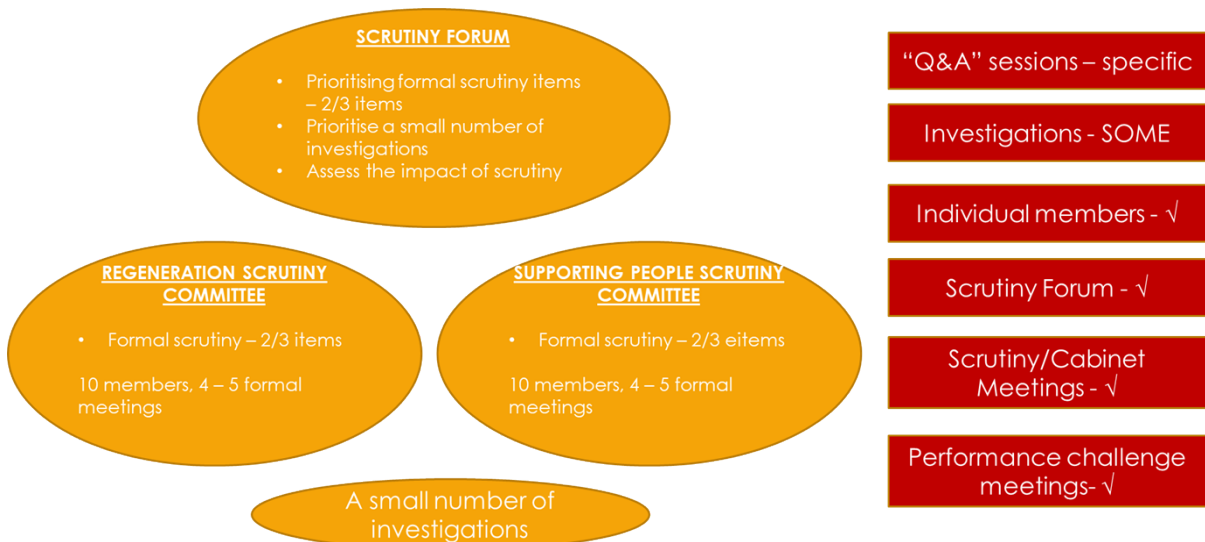 SCRUTINY FORUM
• Prioritising formal scrutiny items
– 2/3 items
• Prioritise a small number of
investigations
• Assess the impact of scrutiny
REGENERATION SCRUTINY
COMMITTEE
• Formal scrutiny – 2/3 items
10 members, 4 – 5 formal
meetings
SUPPORTING PEOPLE SCRUTINY
COMMITTEE
• Formal scrutiny – 2/3 eitems
10 members, 4 – 5 formal
meetings
A small number of
investigations
“Q&A” sessions – specific
Investigations - SOME
Individual members - √
Scrutiny Forum - √
Scrutiny/Cabinet
Meetings - √
Performance challenge
meetings- √